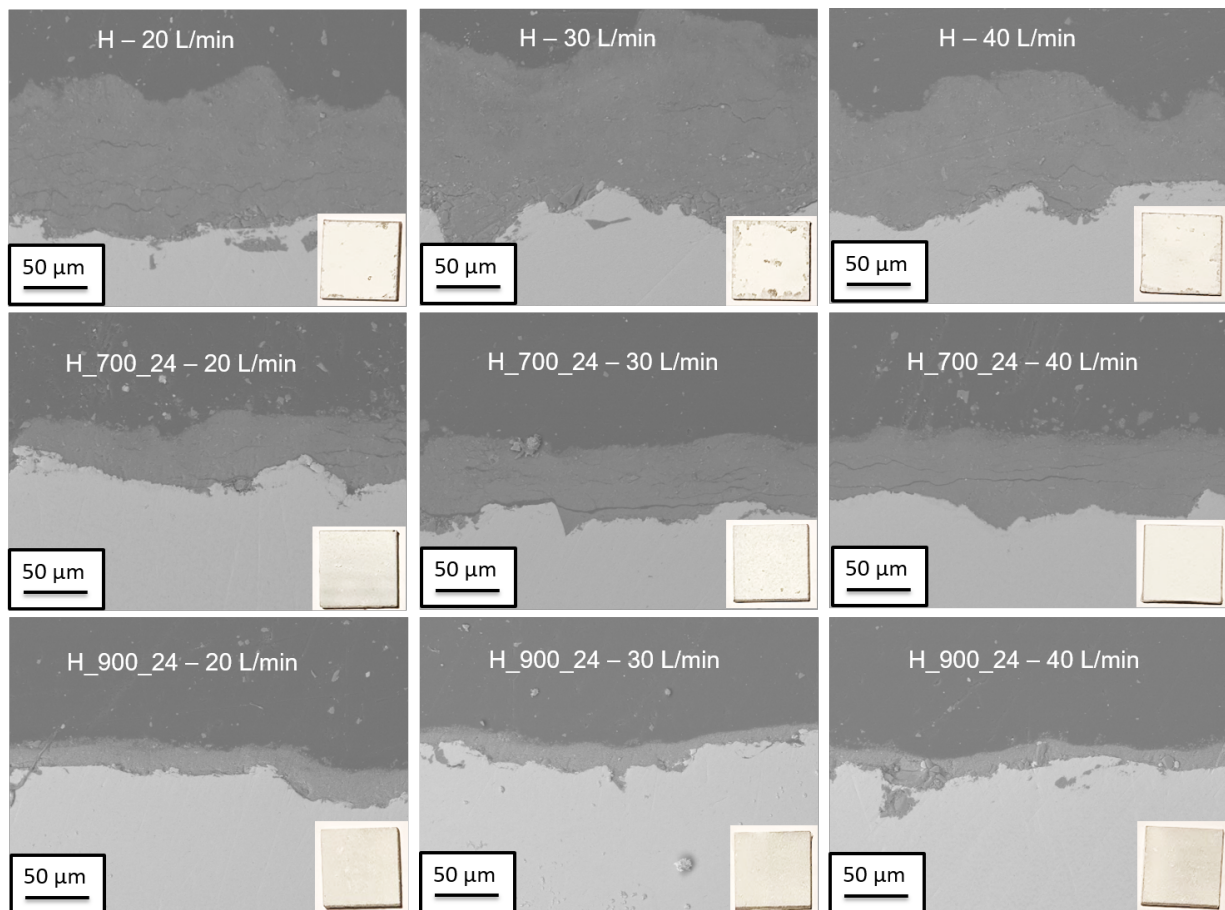 H – 20 L/min
H – 30 L/min
H – 40 L/min
50 µm
50 µm
50 µm
H_700_24 – 20 L/min
H_700_24 – 30 L/min
H_700_24 – 40 L/min
50 µm
50 µm
50 µm
H_900_24 – 20 L/min
H_900_24 – 30 L/min
H_900_24 – 40 L/min
50 µm
50 µm
50 µm